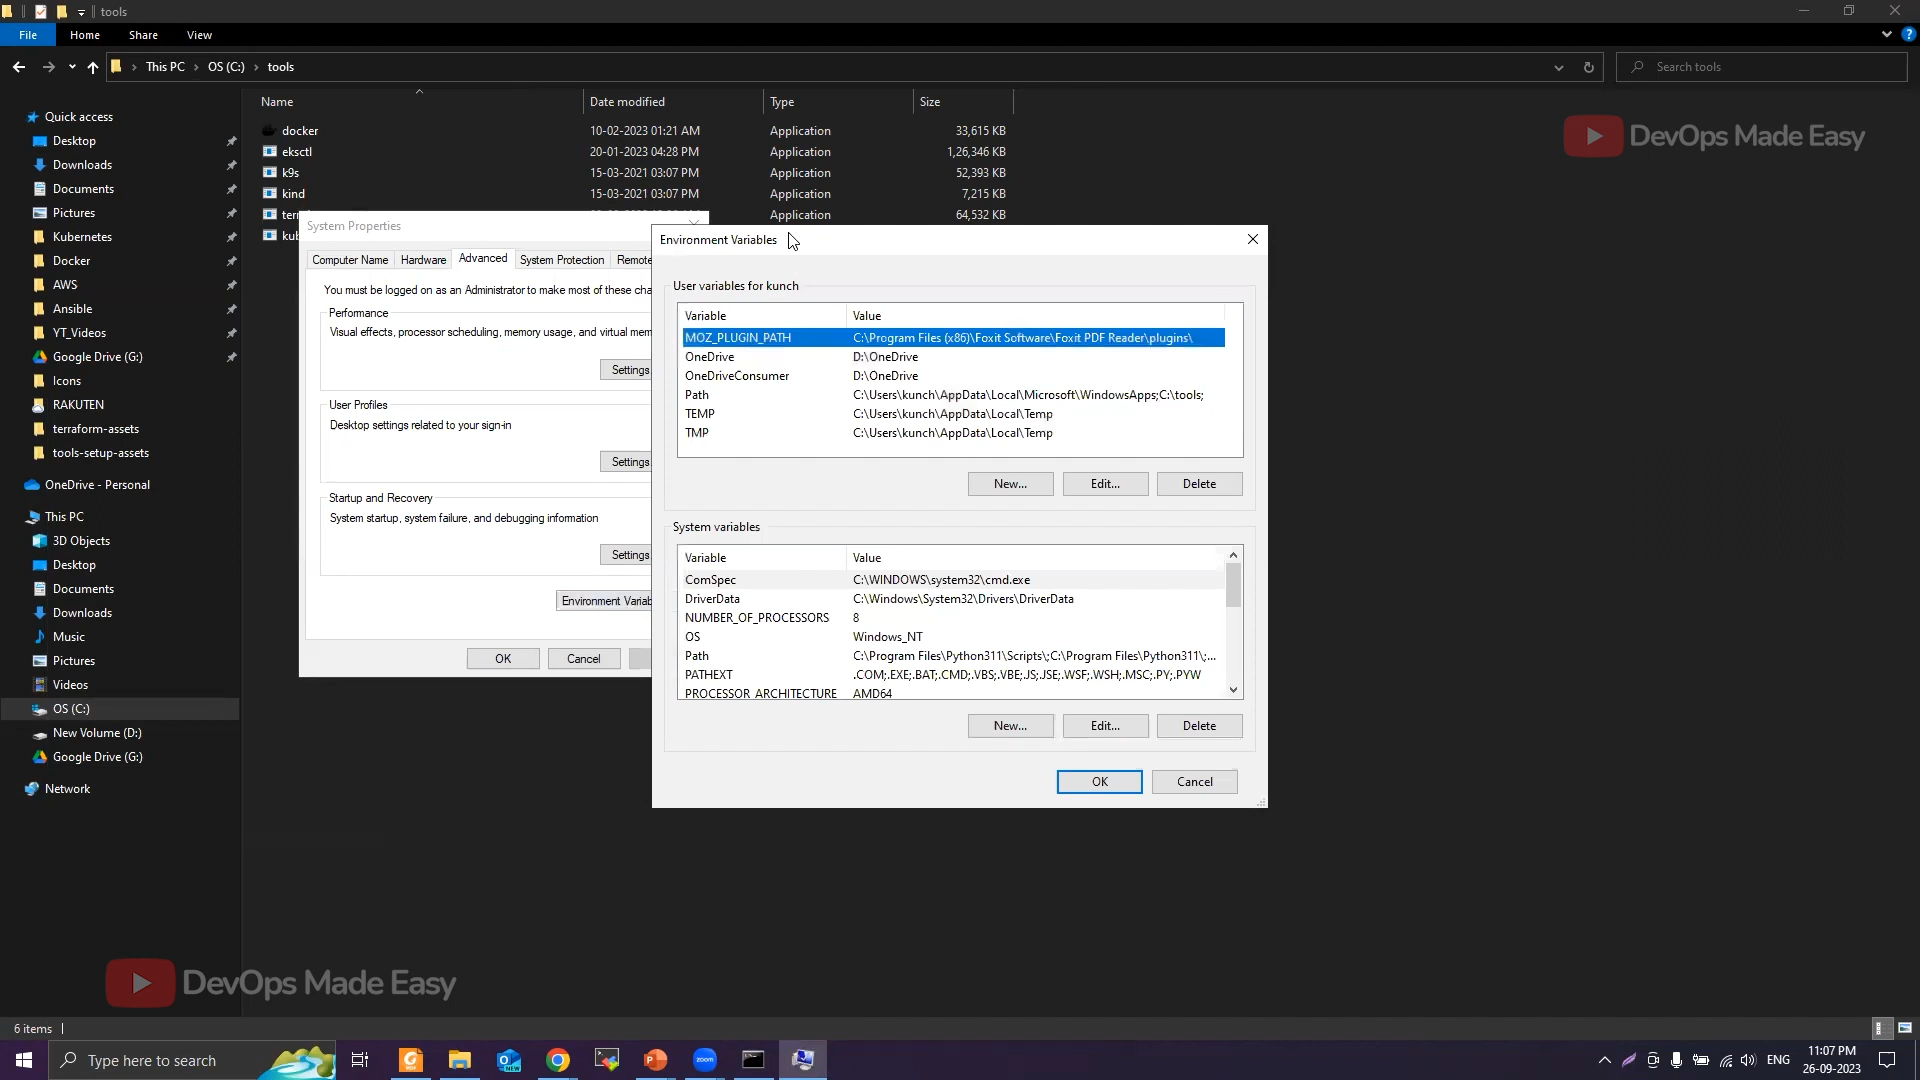 tools
File Home Share View
This PC > OS (C:) > tools
Search tools
Name Date modified Type Size
docker 10-02-2023 01:21 AM Application 33,615 KB
eksctl 20-01-2023 04:28 PM Application 1,26,346 KB
k9s 15-03-2021 03:07 PM Application 52,393 KB
kind 15-03-2021 03:07 PM Application 7,215 KB
Application 64,532 KB
Quick access
Desktop
Downloads
Documents
Pictures
Kubernetes
Docker
AWS
Ansible
YT_Videos
Google Drive (G:)
Icons
RAKUTEN
terraform-assets
tools-setup-assets
OneDrive - Personal
This PC
3D Objects
Desktop
Documents
Downloads
Music
Pictures
Videos
OS (C:)
New Volume (D:)
Google Drive (G:)
Network
DevOps Made Easy
System Properties
Computer Name Hardware Advanced System Protection Remote
You must be logged on as an Administrator to make most of these cha
Performance
Visual effects, processor scheduling, memory usage, and virtual mem
Settings
User Profiles
Desktop settings related to your sign-in
Settings
Startup and Recovery
System startup, system failure, and debugging information
Settings
Environment Variab
OK Cancel
Environment Variables
User variables for kunch
Variable Value
MOZ_PLUGIN_PATH C:\Program Files (x86)\Foxit Software\Foxit PDF Reader\plugins\
OneDrive D:\OneDrive
OneDriveConsumer D:\OneDrive
Path C:\Users\kunch\AppData\Local\Microsoft\WindowsApps;C:\tools;
TEMP C:\Users\kunch\AppData\Local\Temp
TMP C:\Users\kunch\AppData\Local\Temp
New... Edit... Delete
System variables
Variable Value
ComSpec C:\WINDOWS\system32\cmd.exe
DriverData C:\Windows\System32\Drivers\DriverData
NUMBER_OF_PROCESSORS 8
OS Windows_NT
Path C:\Program Files\Python311\Scripts\;C:\Program Files\Python311\;...
PATHEXT .COM;.EXE;.BAT;.CMD;.VBS;.VBE;.JS;.JSE;.WSF;.WSH;.MSC;.PY;.PYW
PROCESSOR_ARCHITECTURE AMD64
New... Edit... Delete
OK Cancel
DevOps Made Easy
6 items
Type here to search
ENG
11:07 PM
26-09-2023